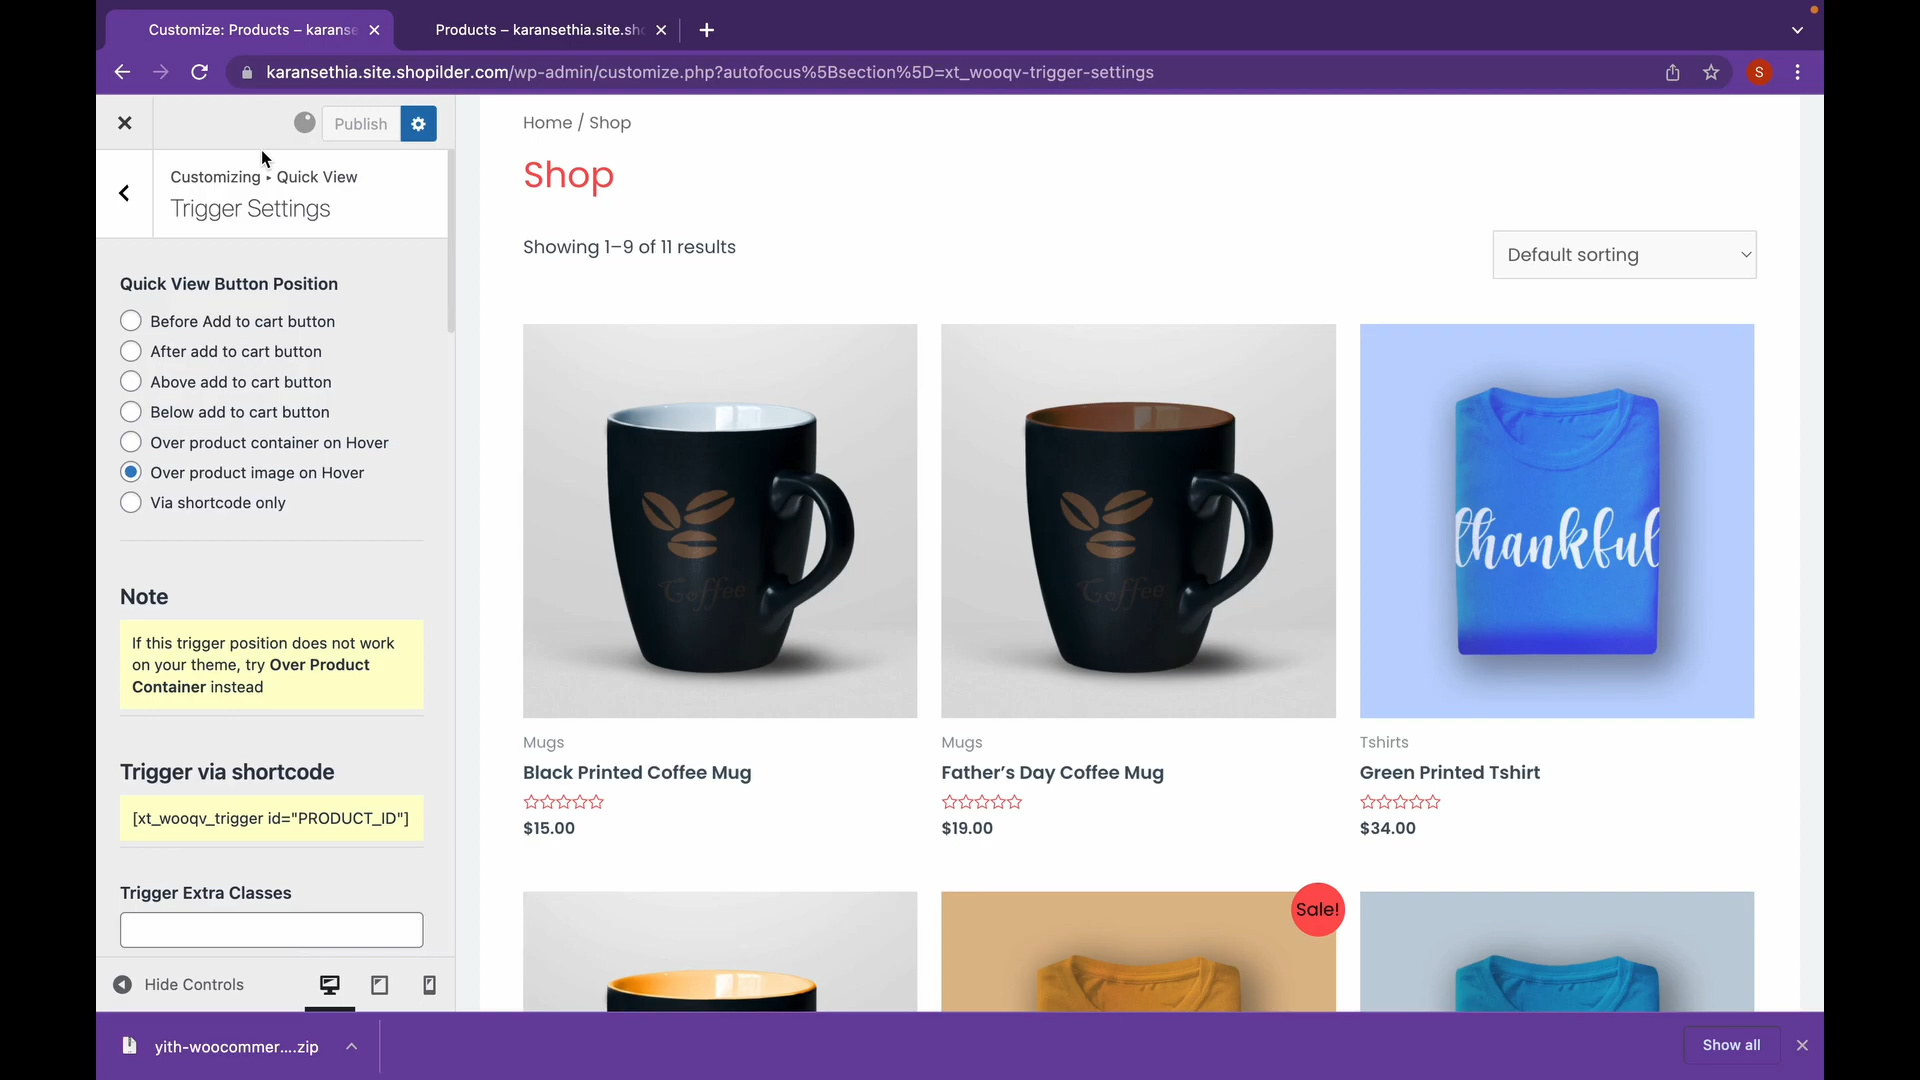 Customize: Products – karanse
Products – karansethia.site.sho
karansethia.site.shopilder.com/wp-admin/customize.php?autofocus%5Bsection%5D=xt_wooqv-trigger-settings
S
Publish
Customizing ▸ Quick View
Trigger Settings
Quick View Button Position
Before Add to cart button
After add to cart button
Above add to cart button
Below add to cart button
Over product container on Hover
Over product image on Hover
Via shortcode only
Note
If this trigger position does not work
on your theme, try Over Product
Container instead
Trigger via shortcode
[xt_wooqv_trigger id="PRODUCT_ID"]
Trigger Extra Classes
Hide Controls
Home / Shop
Shop
Showing 1–9 of 11 results
Default sorting
Coffee
Coffee
thankful
Mugs
Black Printed Coffee Mug
$15.00
Mugs
Father’s Day Coffee Mug
$19.00
Tshirts
Green Printed Tshirt
$34.00
Sale!
yith-woocommer....zip
Show all